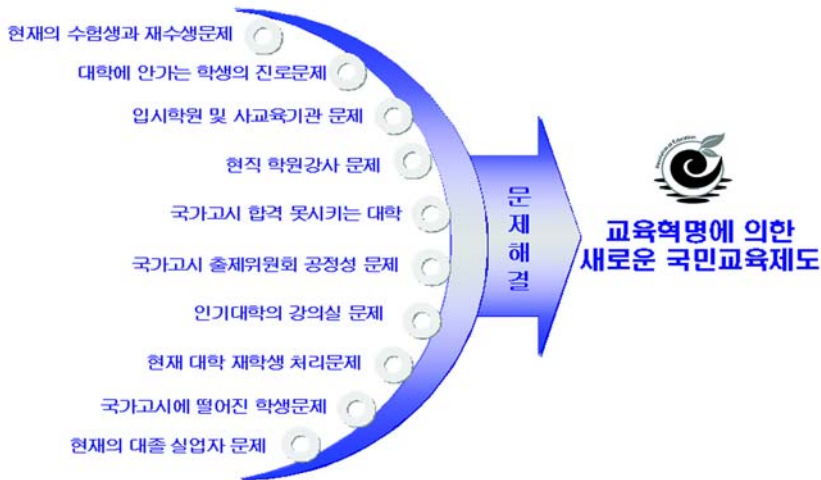 현재의 수험생과 재수생문제
대학에 안가는 학생의 진로문제
입시학원 및 사교육기관 문제
현직 학원강사 문제
국가고시 합격 못시키는 대학
국가고시 출제위원회 공정성 문제
인기대학의 강의실 문제
현재 대학 재학생 처리문제
국가고시에 떨어진 학생문제
현재의 대졸 실업자 문제
문제해결
교육혁명에 의한
새로운 국민교육제도